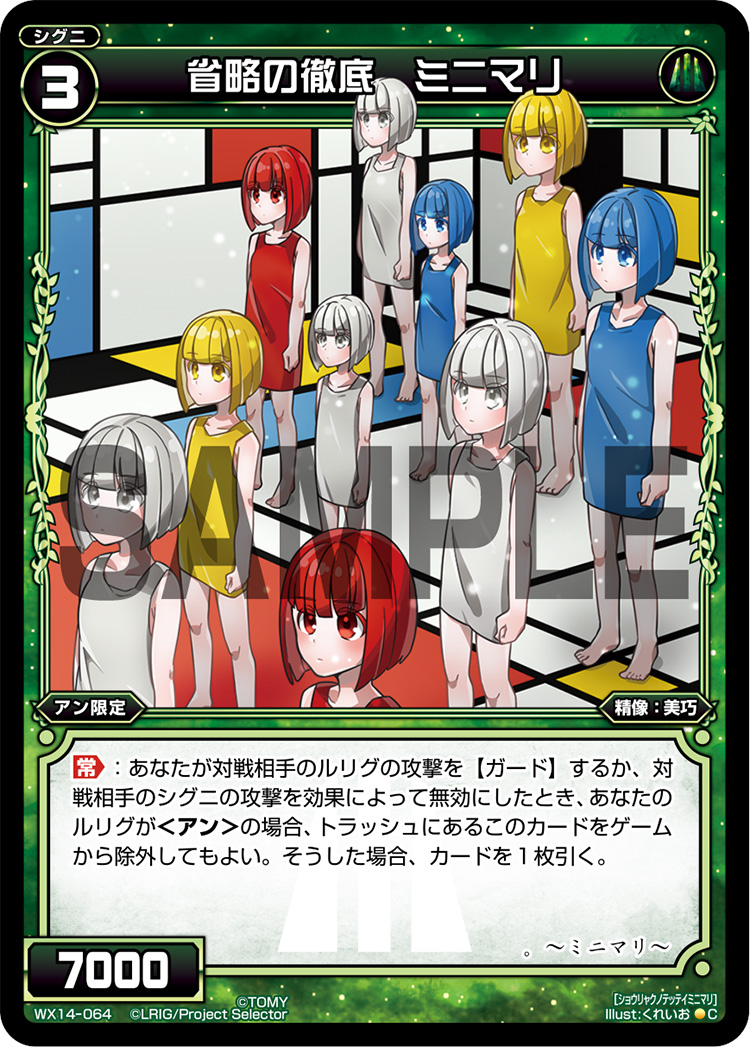 シグニ
3
省略の徹底 ミニマリ
SAMPLE
アン限定
精像：美巧
常：あなたが対戦相手のルリグの攻撃を【ガード】するか、対
戦相手のシグニの攻撃を効果によって無効にしたとき、あなたの
ルリグが＜アン＞の場合、トラッシュにあるこのカードをゲーム
から除外してもよい。そうした場合、カードを１枚引く。
。～ミニマリ～
7000
WX14-064 ©LRIG/Project Selector
©TOMY
[ショウリャクノテッテイミニマリ]
Illust:くれいお C